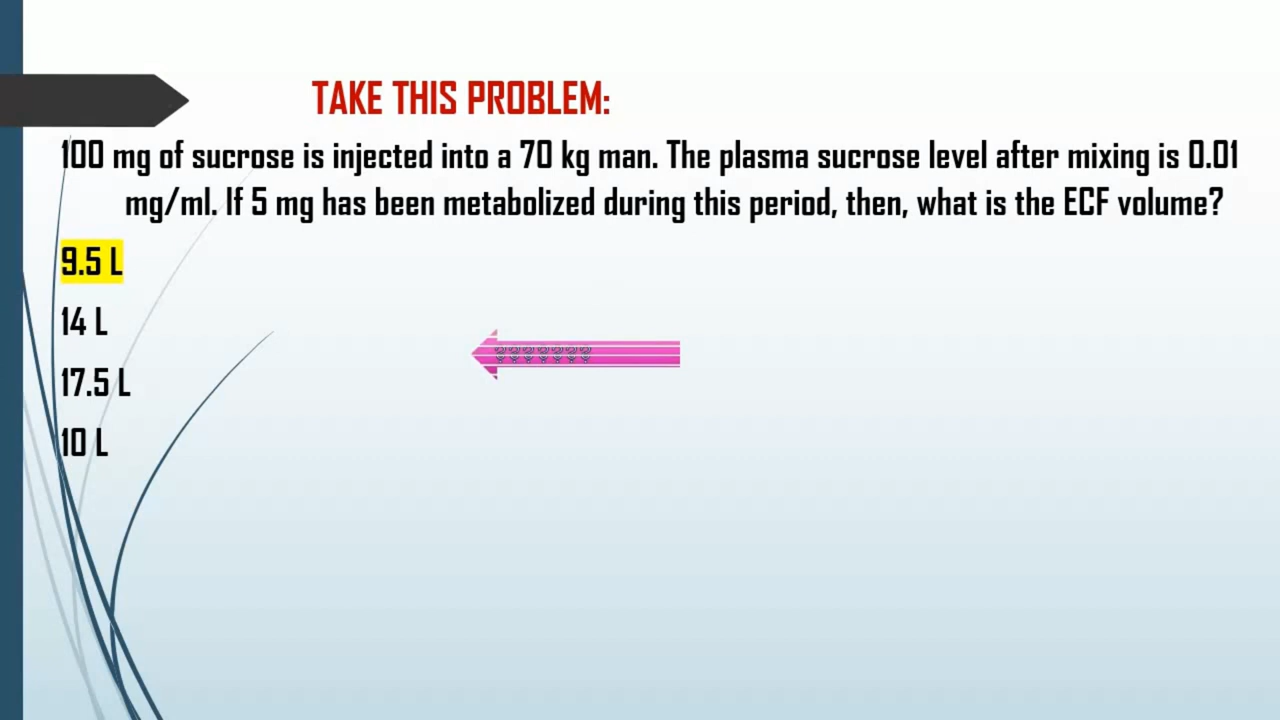 TAKE THIS PROBLEM:
100 mg of sucrose is injected into a 70 kg man. The plasma sucrose level after mixing is 0.01
mg/ml. If 5 mg has been metabolized during this period, then, what is the ECF volume?
9.5 L
14 L
17.5 L
10 L